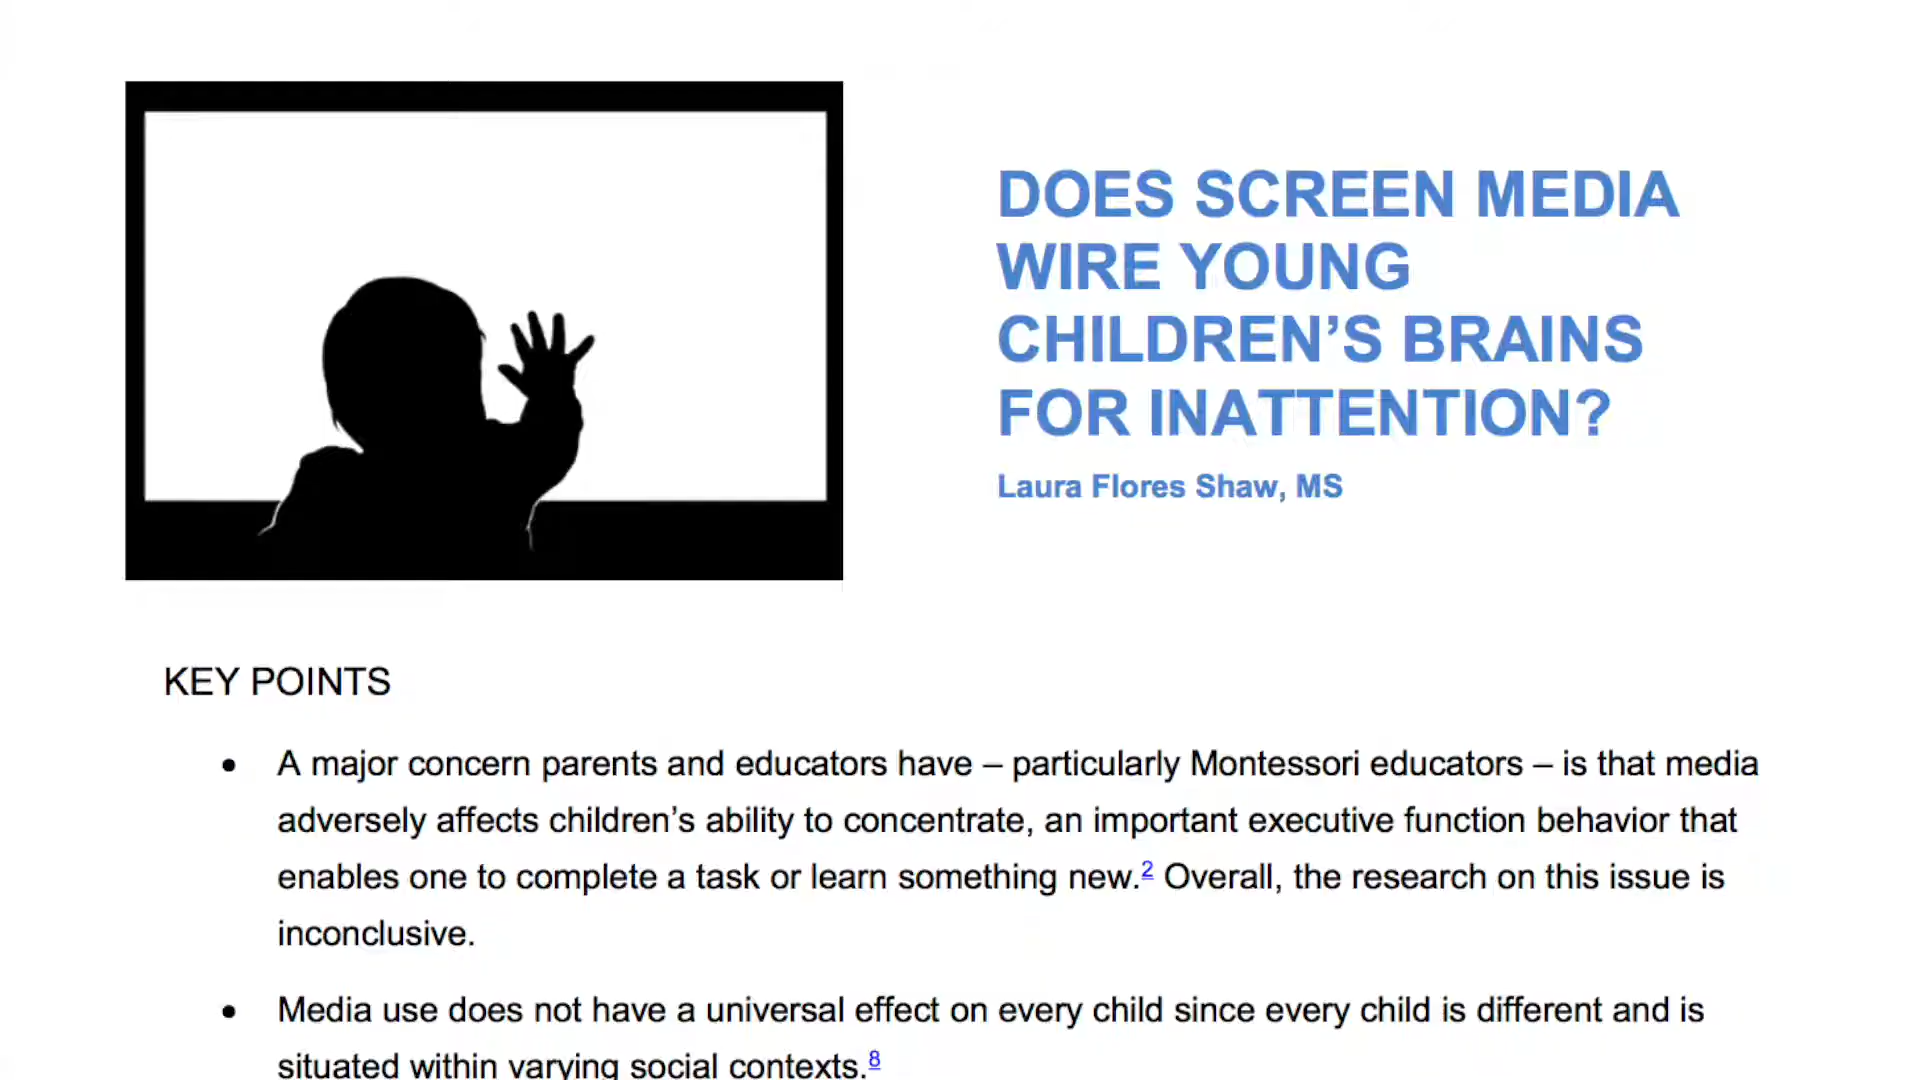 DOES SCREEN MEDIA
WIRE YOUNG
CHILDREN’S BRAINS
FOR INATTENTION?
Laura Flores Shaw, MS
KEY POINTS
• A major concern parents and educators have – particularly Montessori educators – is that media
adversely affects children’s ability to concentrate, an important executive function behavior that
enables one to complete a task or learn something new.2 Overall, the research on this issue is
inconclusive.
• Media use does not have a universal effect on every child since every child is different and is
situated within varying social contexts.8